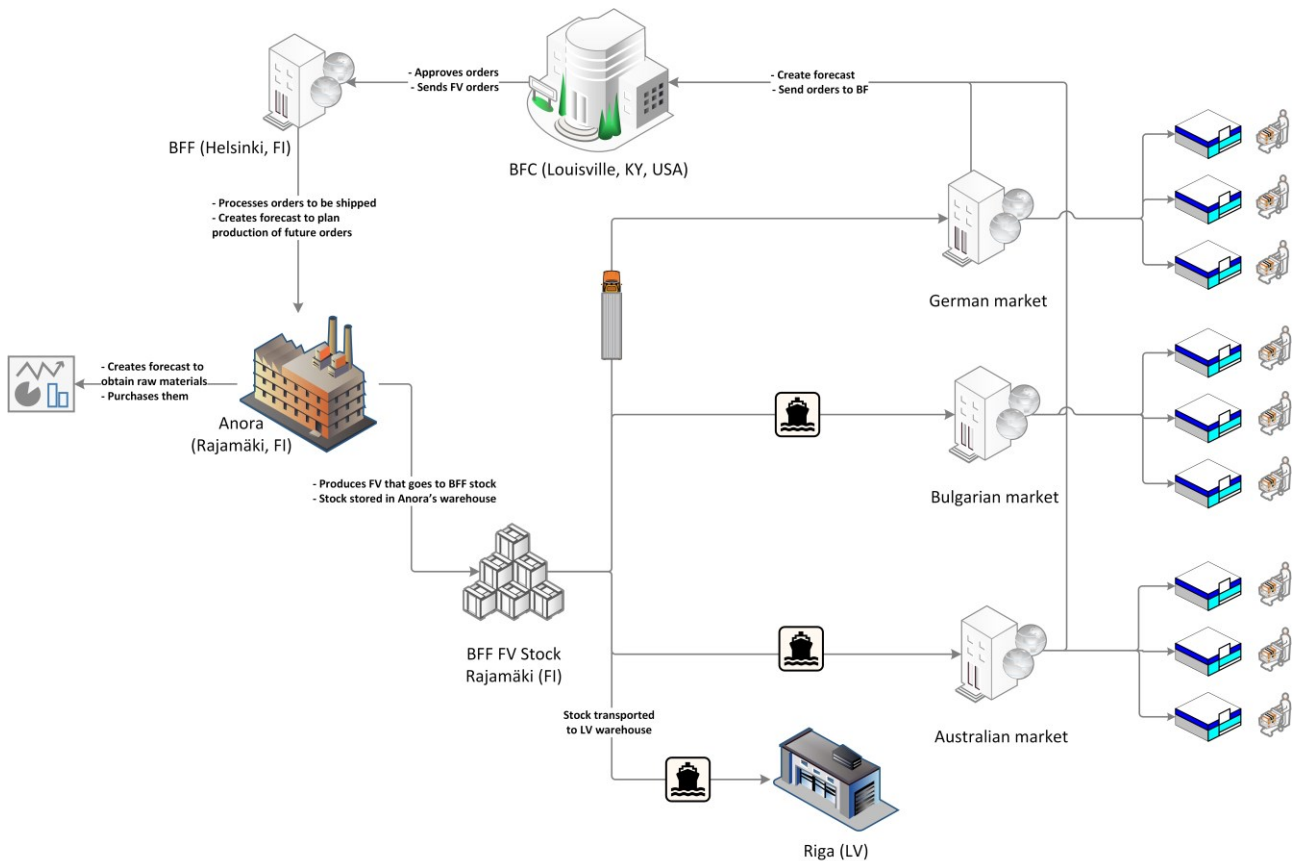 - Approves orders
- Sends FV orders
- Create forecast
- Send orders to BF
BFF (Helsinki, FI)
BFC (Louisville, KY, USA)
- Processes orders to be shipped
- Creates forecast to plan
production of future orders
German market
- Creates forecast to
obtain raw materials
- Purchases them
Anora
(Rajamäki, FI)
- Produces FV that goes to BFF stock
- Stock stored in Anora's warehouse
Bulgarian market
BFF FV Stock
Rajamäki (FI)
Stock transported
to LV warehouse
Australian market
Riga (LV)